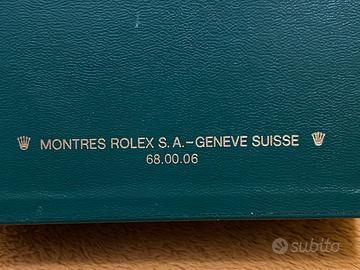 MONTRES ROLEX S.A.-GENEVE SUISSE
68.00.06
subito